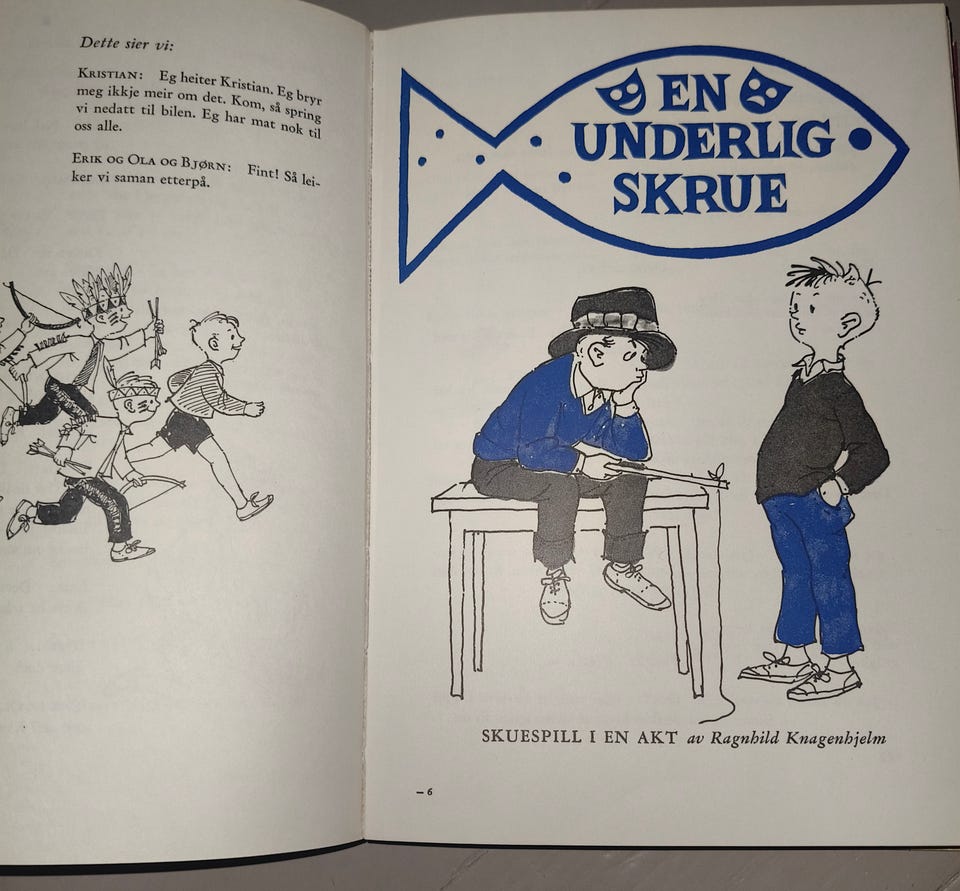 Dette sier vi:
KRISTIAN: Eg heiter Kristian. Eg bryr
meg ikkje meir om det. Kom, så spring
vi nedatt til bilen. Eg har mat nok til
oss alle.
ERIK OG OLA OG BJØRN: Fint! Så lei-
ker vi saman etterpå.
EN
UNDERLIG
SKRUE
SKUESPILL I EN AKT av Ragnhild Knagenhjelm
— 6